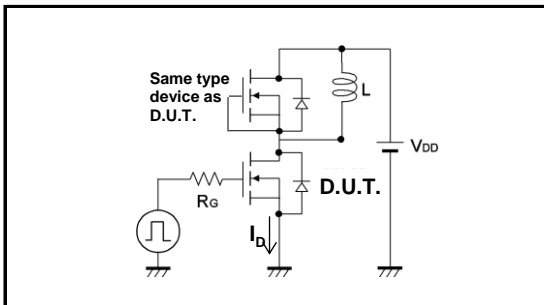 Same type
device as
D.U.T.
L
VDD
D.U.T.
RG
ID